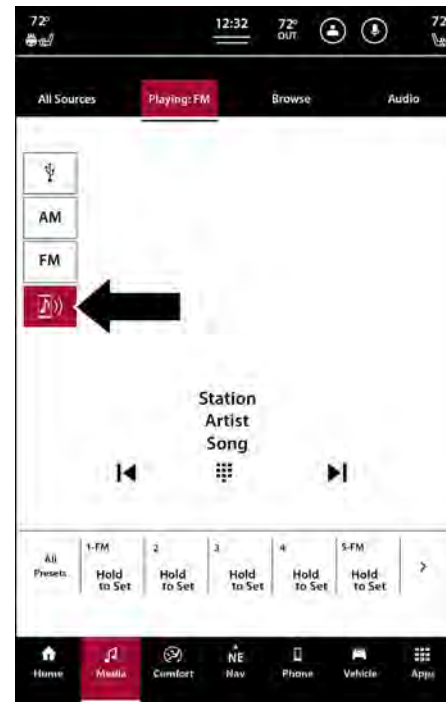 72° 12:32 72° 72
OUT
All Sources Playing: FM Browse Audio
AM
FM
Station
Artist
Song
All Presets
1-FM 2 3 4 5-FM
Hold to Set Hold to Set Hold to Set Hold to Set Hold to Set
Home Media Comfort NE Nav Phone Vehicle Apps